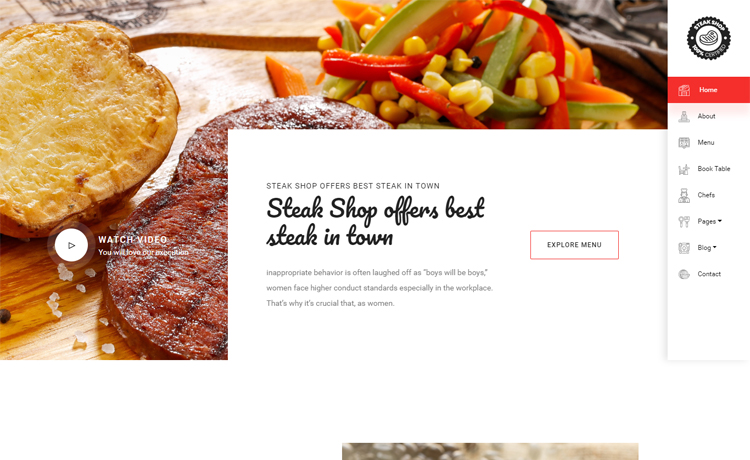 STEAK SHOP
100% CERTIFIED
Home
About
Menu
Book Table
Chefs
Pages
Blog
Contact
STEAK SHOP OFFERS BEST STEAK IN TOWN
Steak Shop offers best
steak in town
inappropriate behavior is often laughed off as “boys will be boys,”
women face higher conduct standards especially in the workplace.
That's why it's crucial that, as women.
EXPLORE MENU
WATCH VIDEO
You will love our execution